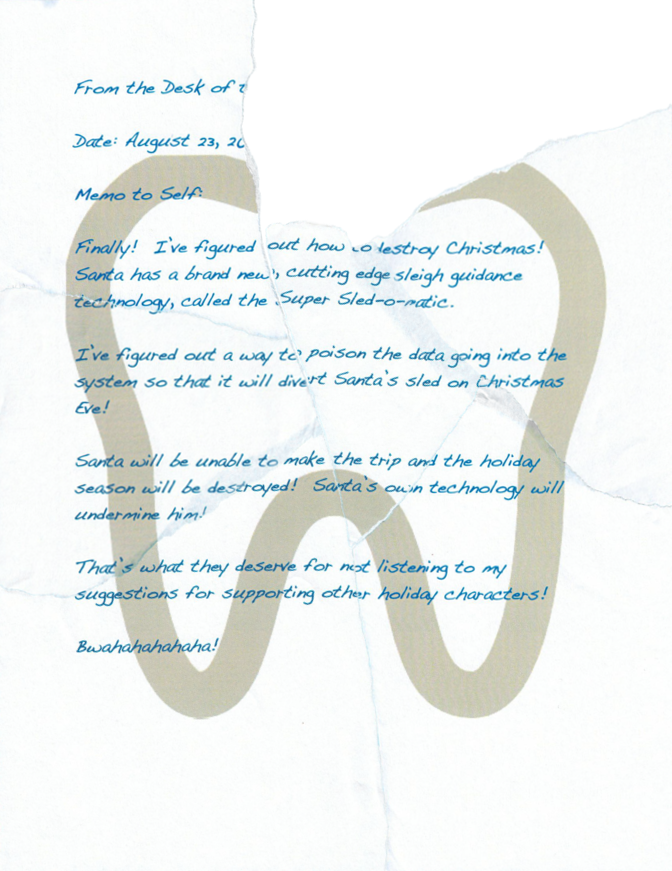 From the Desk of
Date: August 23, 20
Memo to Self:
Finally! I've figured out how to destroy Christmas!
Santa has a brand new, cutting edge sleigh guidance
technology, called the Super Sled-o-matic.
I've figured out a way to poison the data going into the
system so that it will divert Santa's sled on Christmas
Eve!
Santa will be unable to make the trip and the holiday
season will be destroyed! Santa's own technology will
undermine him!
That's what they deserve for not listening to my
suggestions for supporting other holiday characters!
Bwahahahahaha!